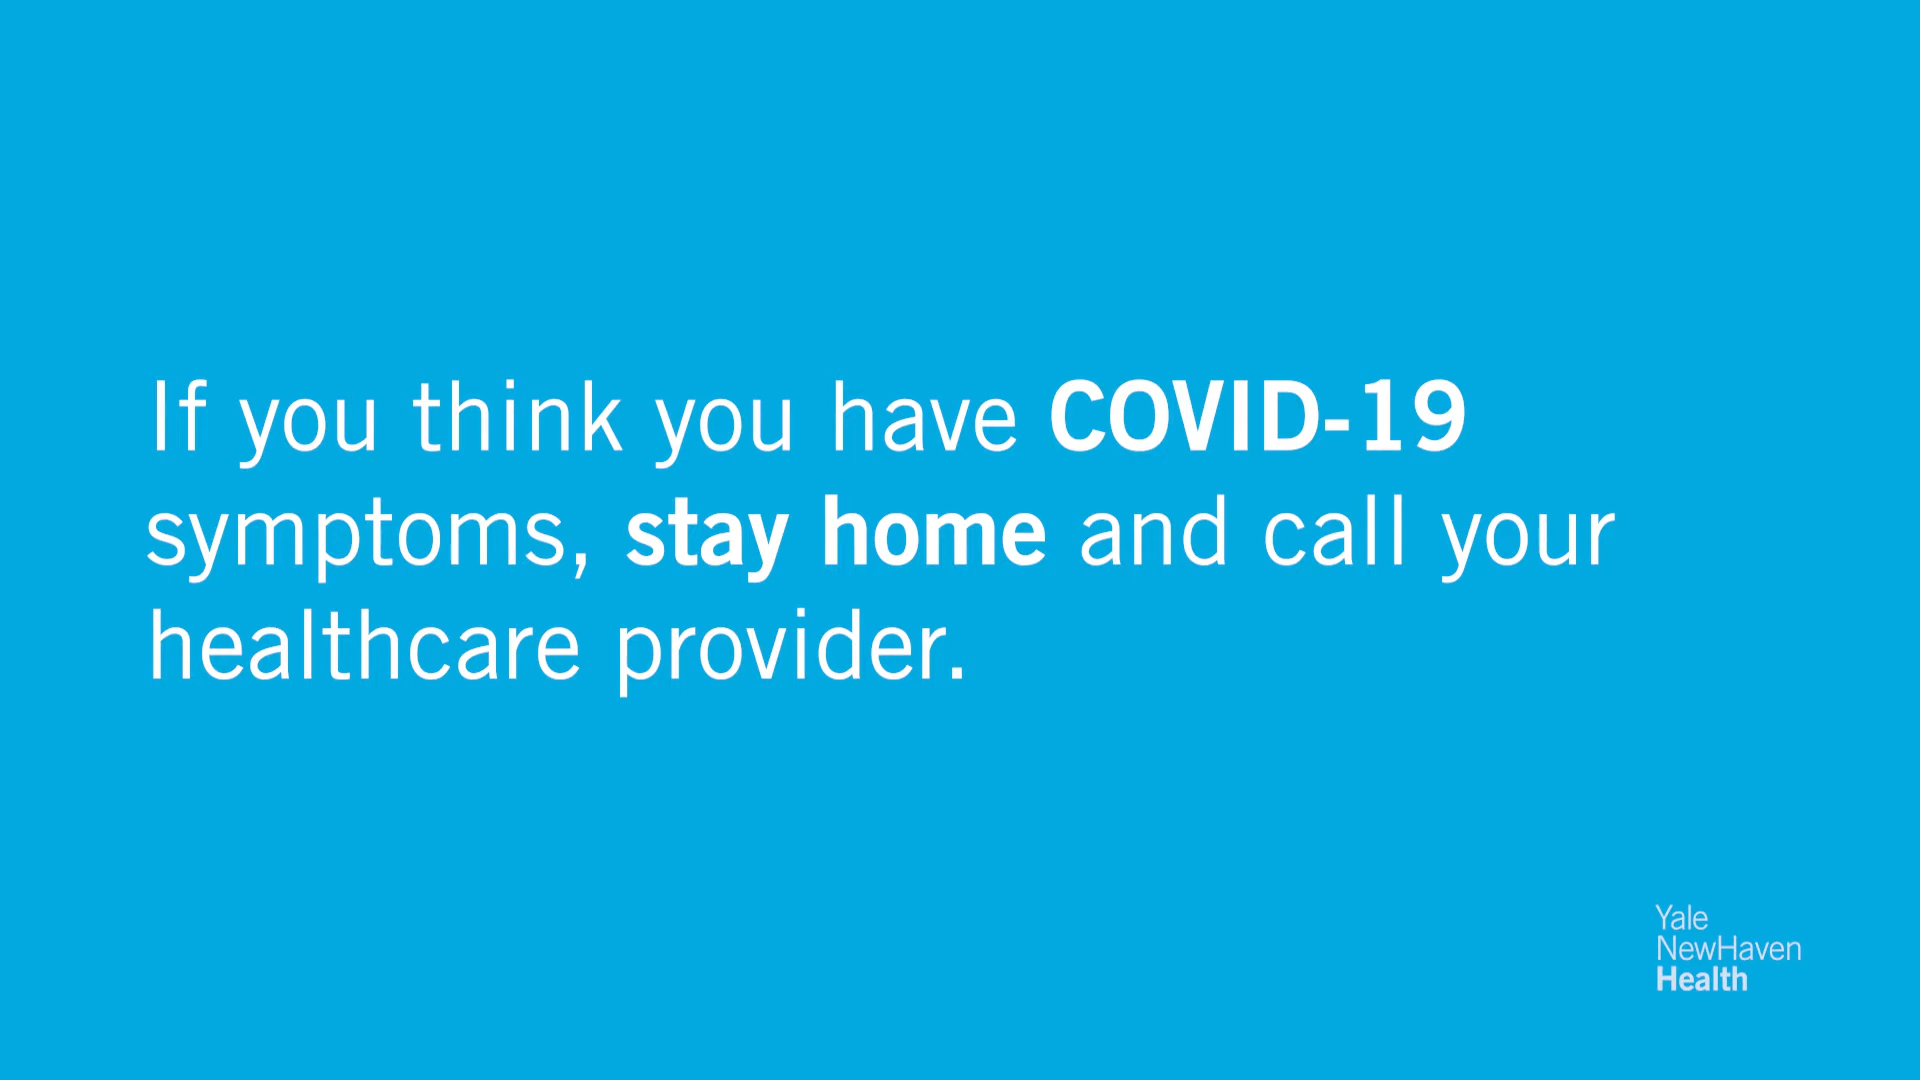 If you think you have COVID-19
symptoms, stay home and call your
healthcare provider.
Yale
NewHaven
Health